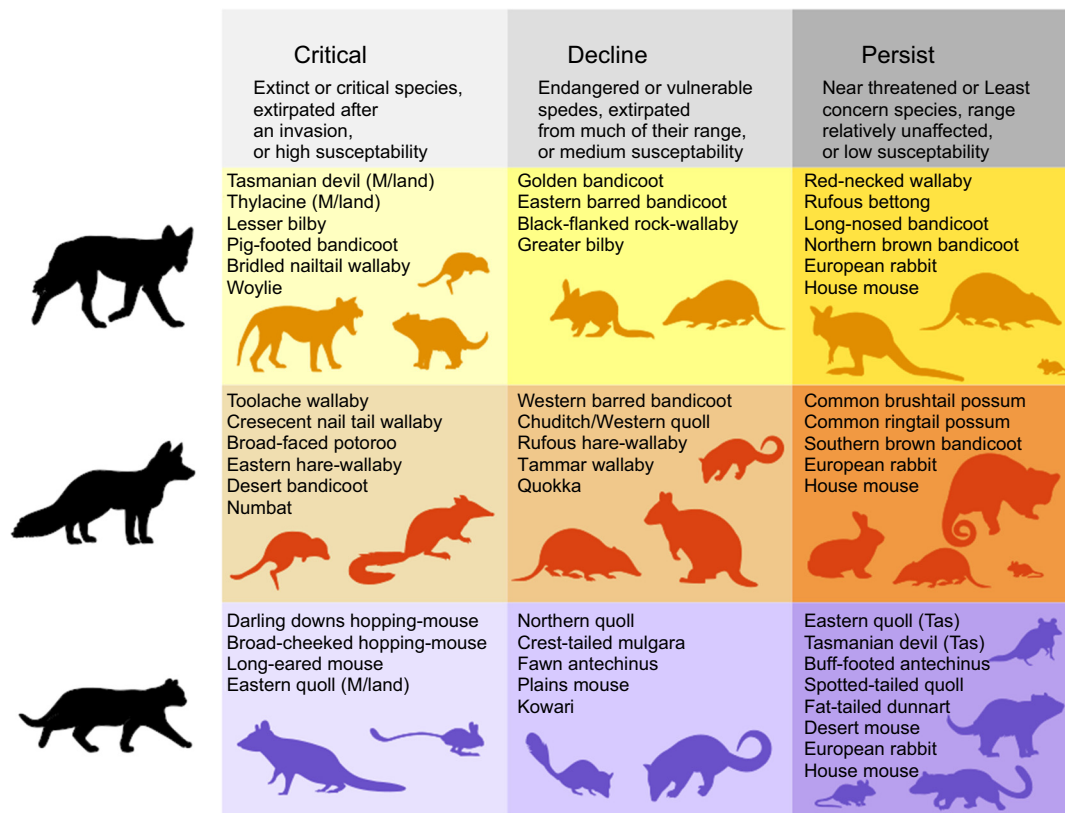 Critical
Extinct or critical species,
extirpated after
an invasion,
or high susceptability
Decline
Endangered or vulnerable
spedes, extirpated
from much of their range,
or medium susceptability
Persist
Near threatened or Least
concern species, range
relatively unaffected,
or low susceptability
Tasmanian devil (M/land)
Thylacine (M/land)
Lesser bilby
Pig-footed bandicoot
Bridled nailtail wallaby
Woylie
Golden bandicoot
Eastern barred bandicoot
Black-flanked rock-wallaby
Greater bilby
Red-necked wallaby
Rufous bettong
Long-nosed bandicoot
Northern brown bandicoot
European rabbit
House mouse
Toolache wallaby
Cresecent nail tail wallaby
Broad-faced potoroo
Eastern hare-wallaby
Desert bandicoot
Numbat
Western barred bandicoot
Chuditch/Western quoll
Rufous hare-wallaby
Tammar wallaby
Quokka
Common brushtail possum
Common ringtail possum
Southern brown bandicoot
European rabbit
House mouse
Darling downs hopping-mouse
Broad-cheeked hopping-mouse
Long-eared mouse
Eastern quoll (M/land)
Northern quoll
Crest-tailed mulgara
Fawn antechinus
Plains mouse
Kowari
Eastern quoll (Tas)
Tasmanian devil (Tas)
Buff-footed antechinus
Spotted-tailed quoll
Fat-tailed dunnart
Desert mouse
European rabbit
House mouse